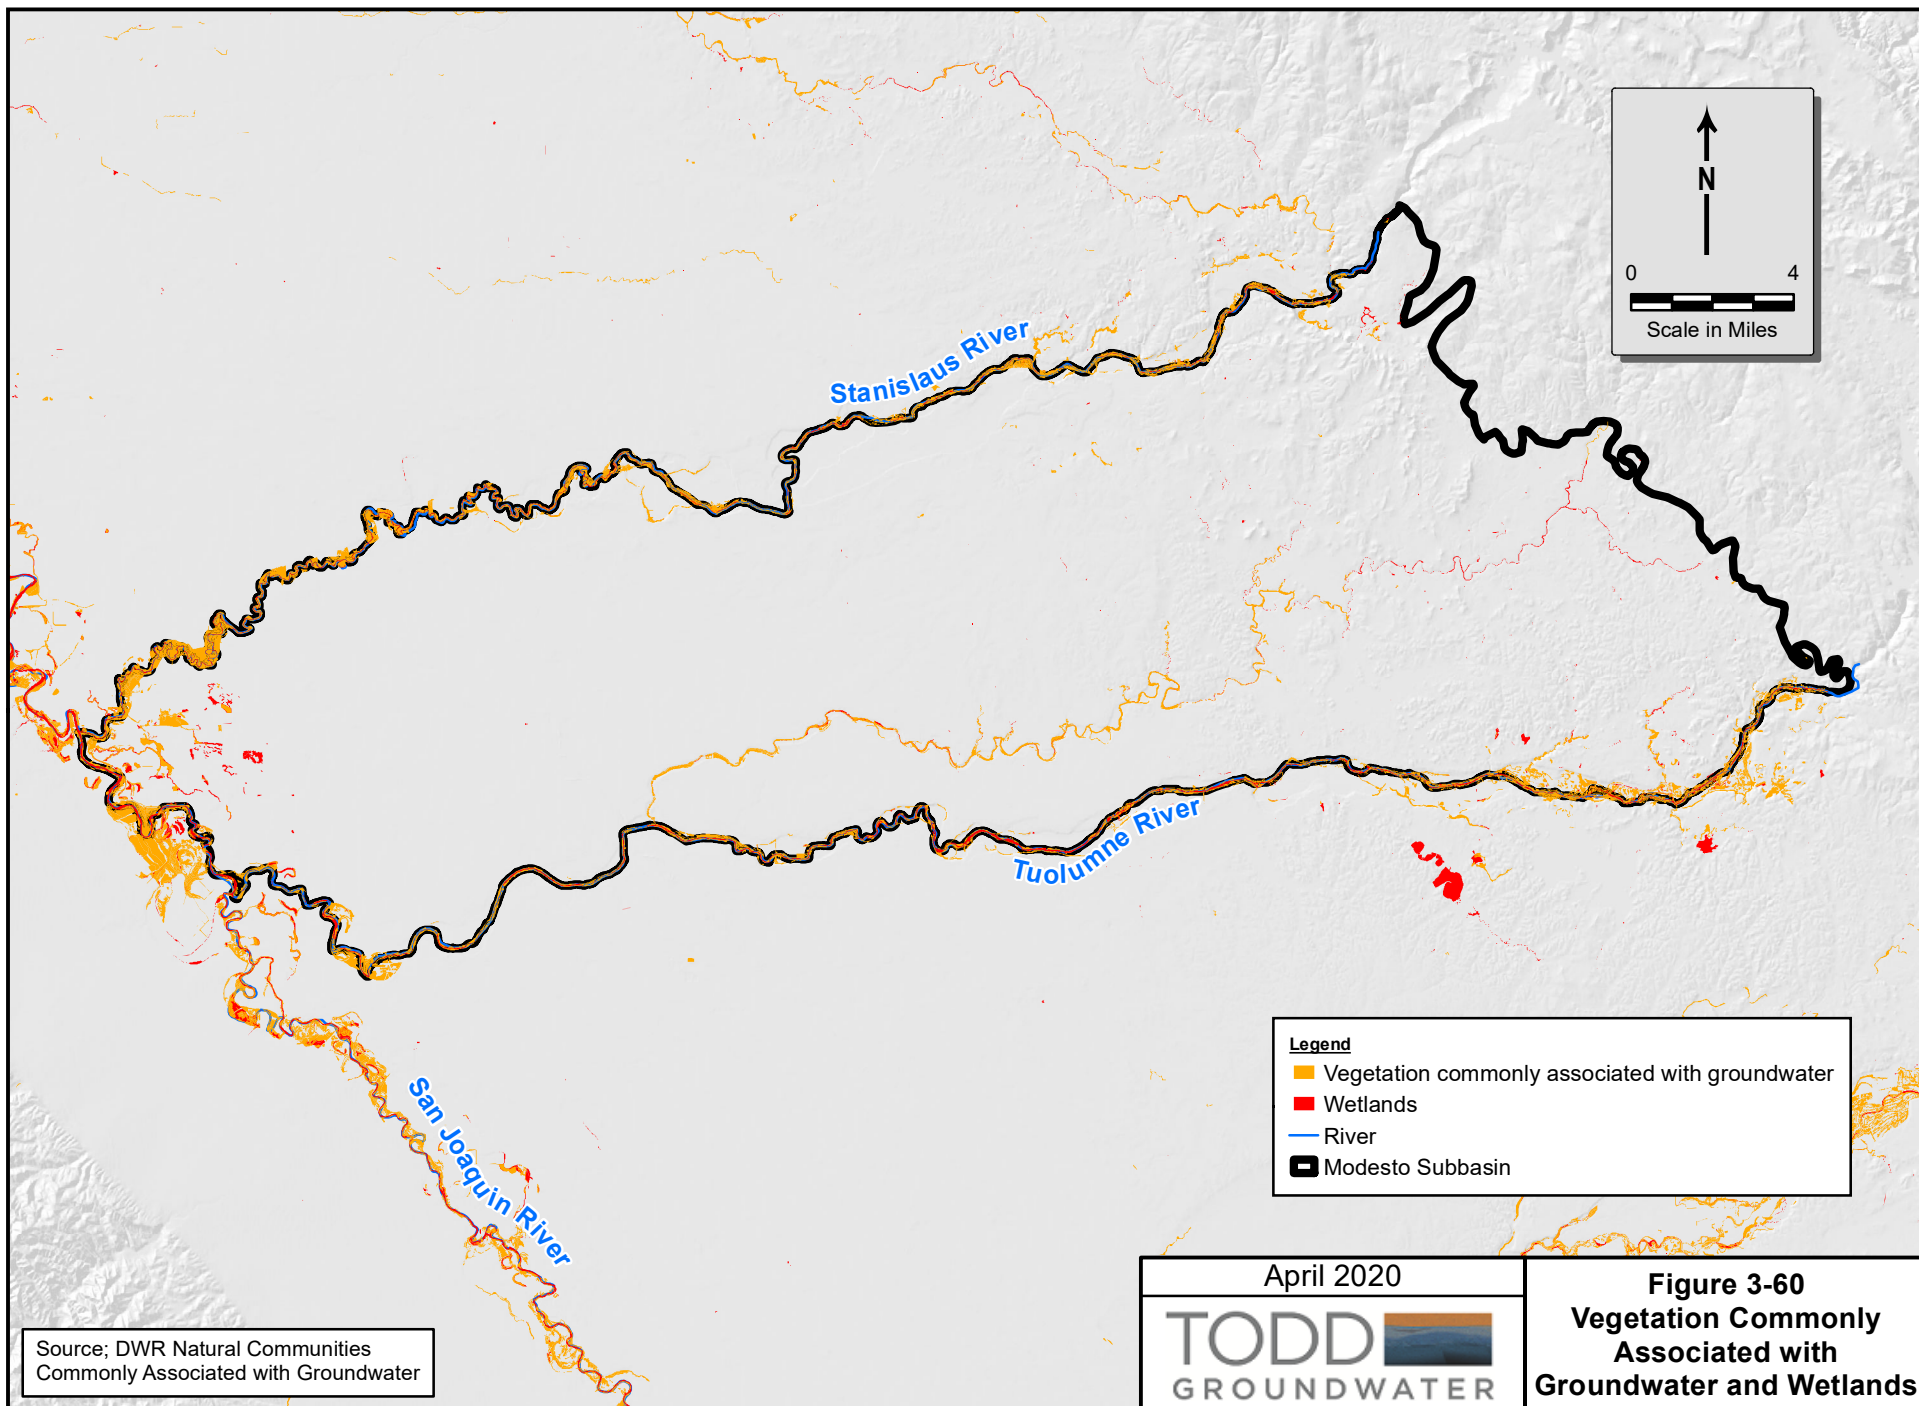 N
0 4
Scale in Miles
Stanislaus River
Tuolumne River
San Joaquin River
Legend
Vegetation commonly associated with groundwater
Wetlands
River
Modesto Subbasin
Source; DWR Natural Communities
Commonly Associated with Groundwater
April 2020
TODD
GROUNDWATER
Figure 3-60
Vegetation Commonly
Associated with
Groundwater and Wetlands